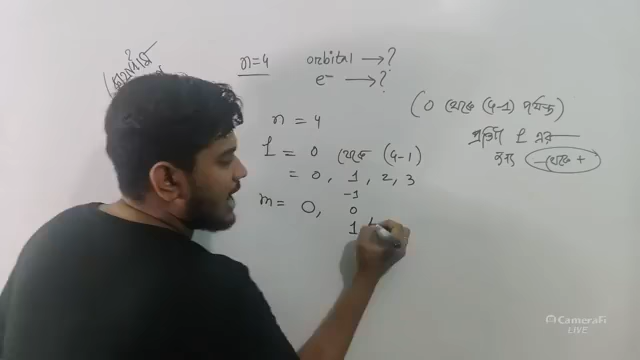 n=4 orbital →?
e⁻ →?
(0 থেকে (n-1) পর্যন্ত)
প্রতিটি l এর
জন্য -থেকে +
n = 4
l = 0 থেকে (4-1)
= 0, 1, 2, 3
m = 0, -1
0
1
CameraFi
LIVE